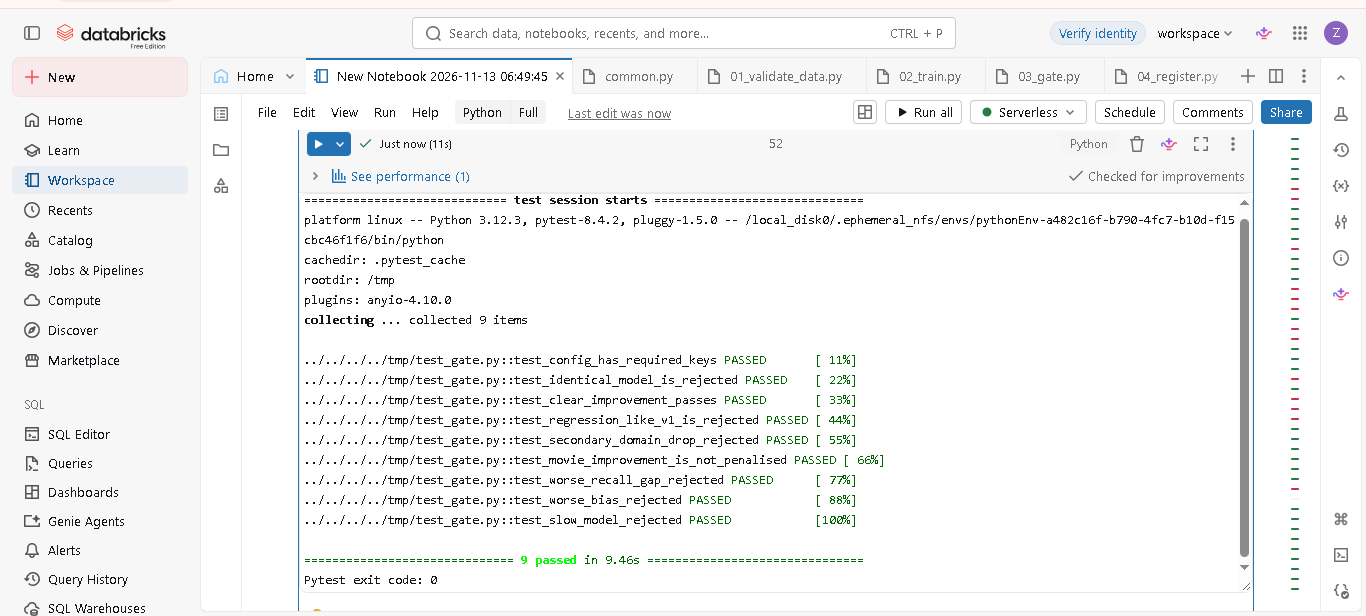 databricks
Free Edition
Search data, notebooks, recents, and more...
CTRL + P
Verify identity
workspace
Z
New
Home
Learn
Workspace
Recents
Catalog
Jobs & Pipelines
Compute
Discover
Marketplace
SQL
SQL Editor
Queries
Dashboards
Genie Agents
Alerts
Query History
SQL Warehouses
Home
New Notebook 2026-11-13 06:49:45
common.py
01_validate_data.py
02_train.py
03_gate.py
04_register.py
File Edit View Run Help Python Full Last edit was now
Run all Serverless Schedule Comments Share
Just now (11s) 52 Python
See performance (1) Checked for improvements
============================= test session starts ==============================
platform linux -- Python 3.12.3, pytest-8.4.2, pluggy-1.5.0 -- /local_disk0/.ephemeral_nfs/envs/pythonEnv-a482c16f-b790-4fc7-b10d-f15
cbc46f1f6/bin/python
cachedir: .pytest_cache
rootdir: /tmp
plugins: anyio-4.10.0
collecting ... collected 9 items
../../../../tmp/test_gate.py::test_config_has_required_keys PASSED [ 11%]
../../../../tmp/test_gate.py::test_identical_model_is_rejected PASSED [ 22%]
../../../../tmp/test_gate.py::test_clear_improvement_passes PASSED [ 33%]
../../../../tmp/test_gate.py::test_regression_like_v1_is_rejected PASSED [ 44%]
../../../../tmp/test_gate.py::test_secondary_domain_drop_rejected PASSED [ 55%]
../../../../tmp/test_gate.py::test_movie_improvement_is_not_penalised PASSED [ 66%]
../../../../tmp/test_gate.py::test_worse_recall_gap_rejected PASSED [ 77%]
../../../../tmp/test_gate.py::test_worse_bias_rejected PASSED [ 88%]
../../../../tmp/test_gate.py::test_slow_model_rejected PASSED [100%]
============================== 9 passed in 9.46s ===============================
Pytest exit code: 0